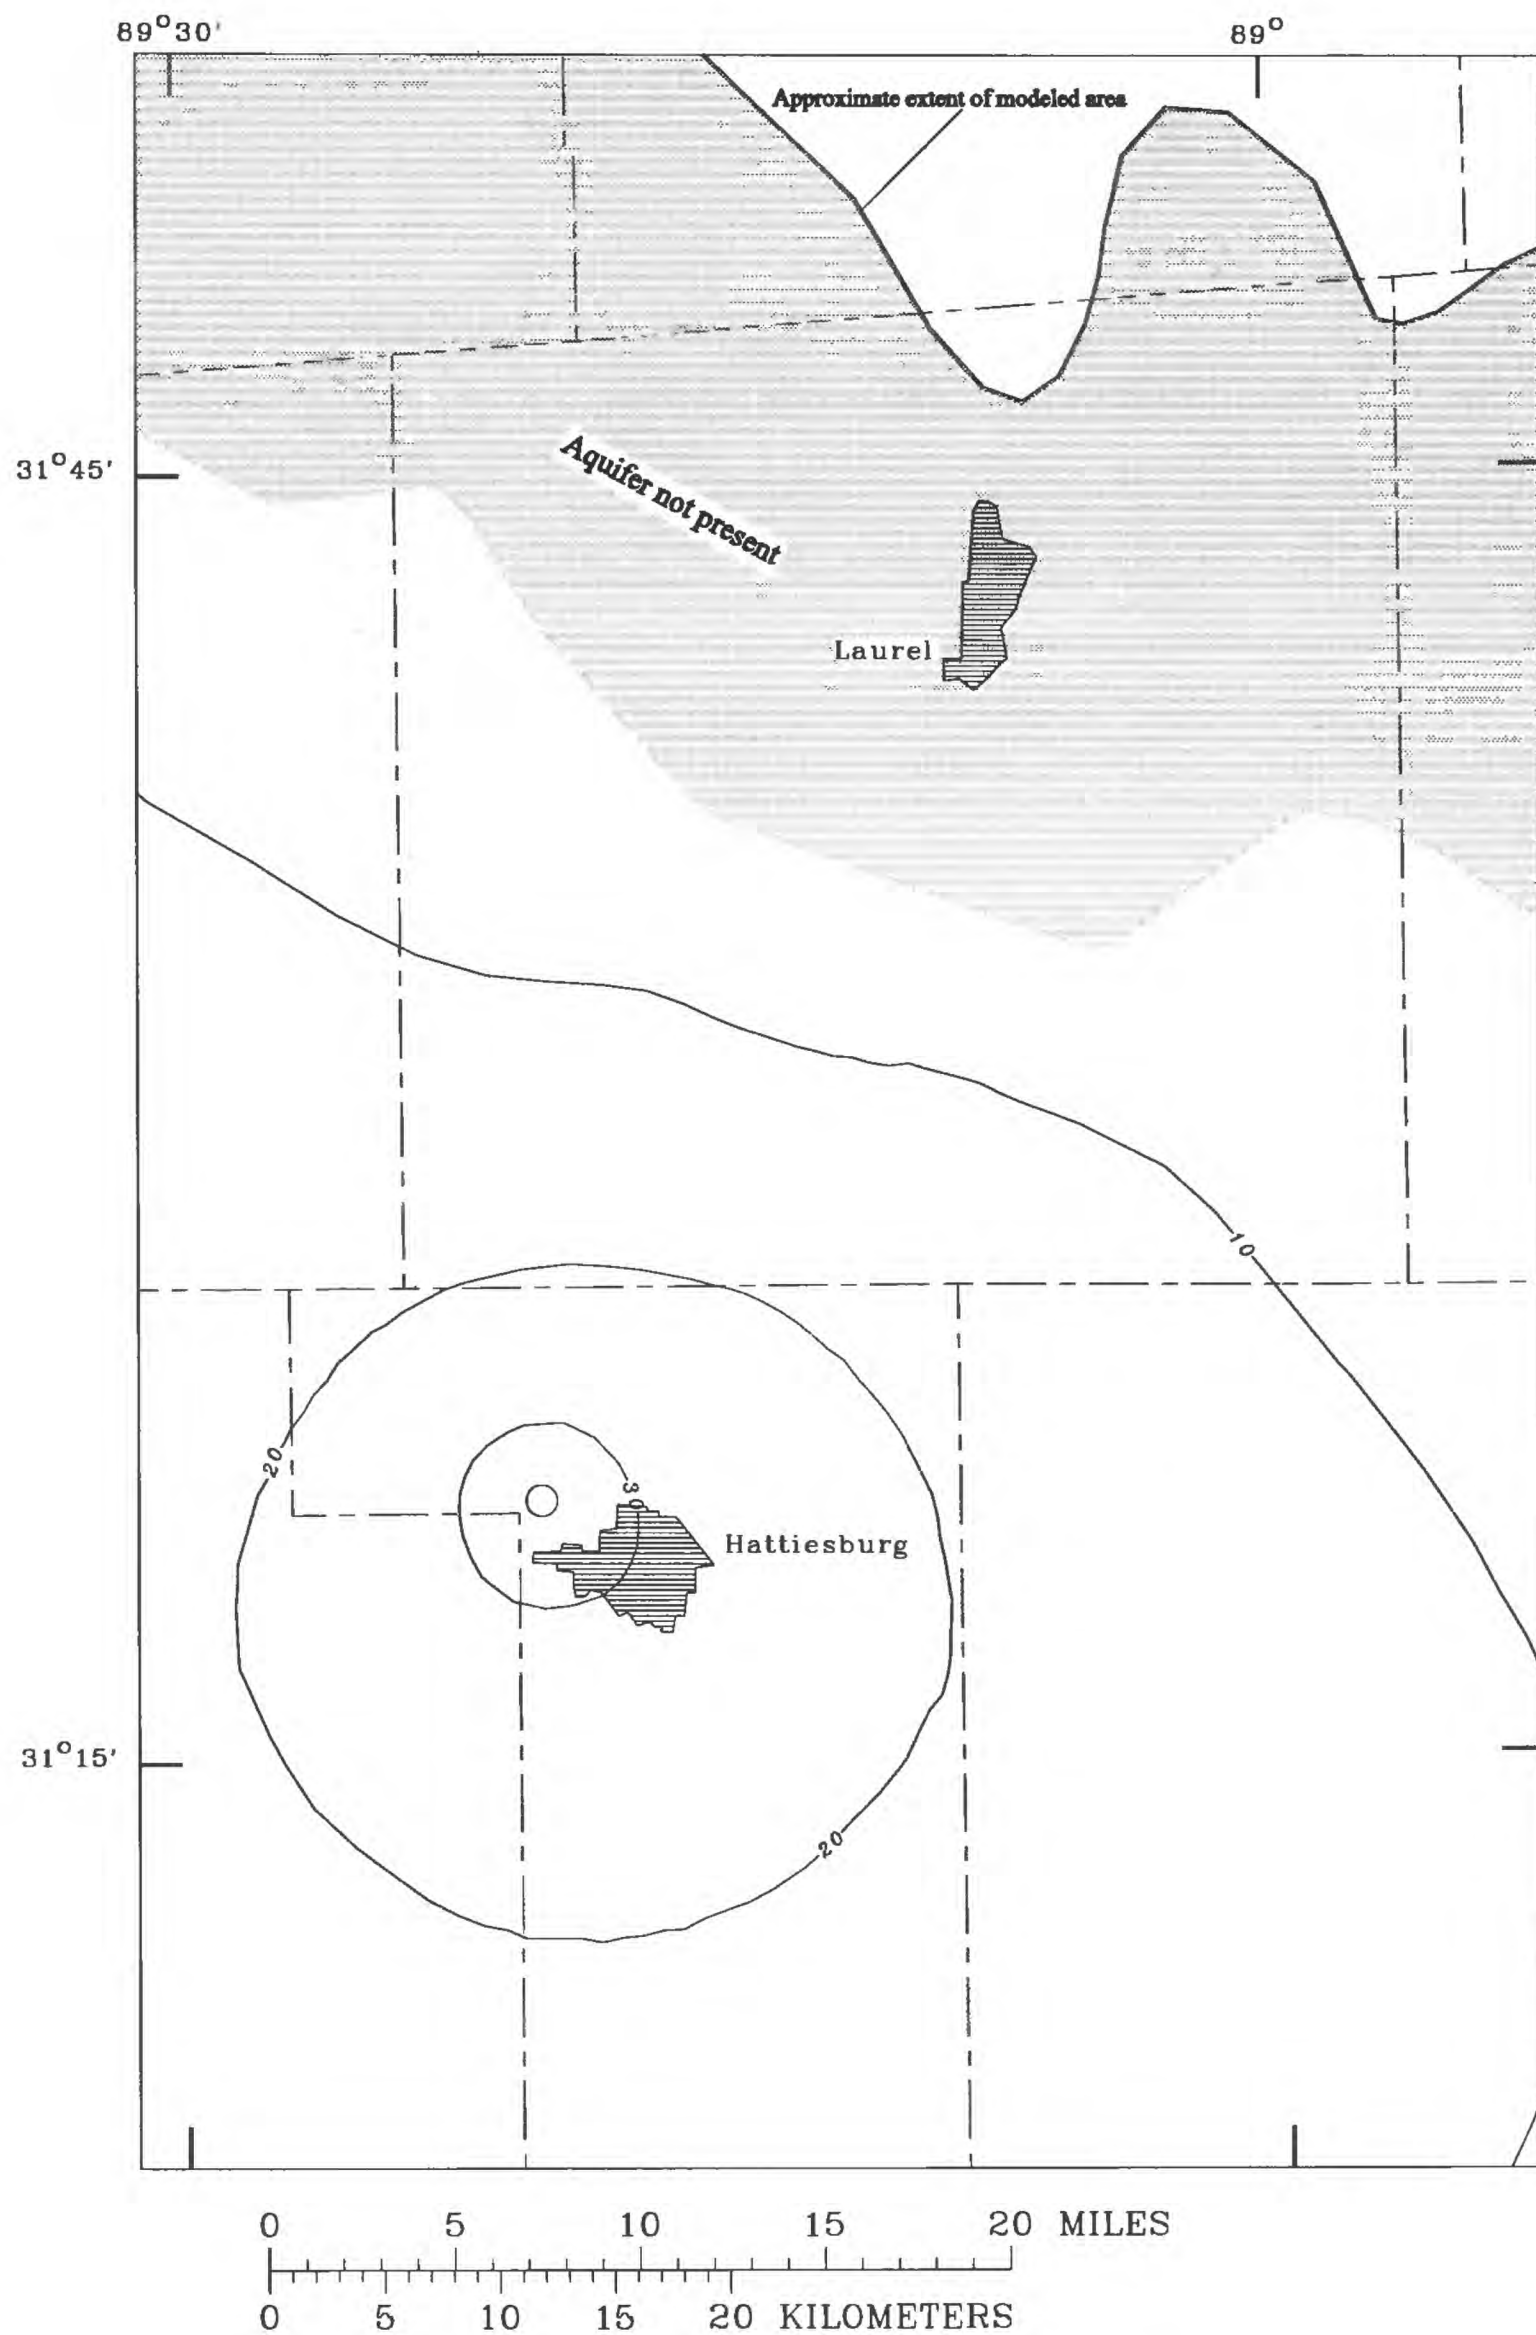 89°30'
89°
Approximate extent of modeled area
31°45'
Aquifer not present
Laurel
10
20
3
Hattiesburg
31°15'
20
0 5 10 15 20 MILES
0 5 10 15 20 KILOMETERS